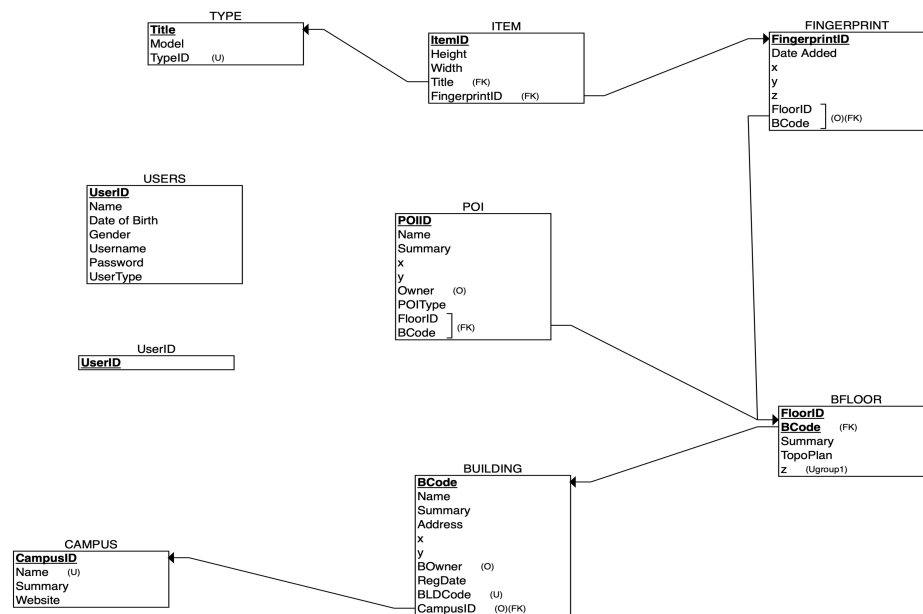 TYPE
Title
Model
TypeID (U)
ITEM
ItemID
Height
Width
Title (FK)
FingerprintID (FK)
FINGERPRINT
FingerprintID
Date Added
x
y
z
FloorID
BCode
(O)(FK)
USERS
UserID
Name
Date of Birth
Gender
Username
Password
UserType
POI
POIID
Name
Summary
x
y
Owner (O)
POIType
FloorID
BCode
(FK)
UserID
UserID
BFLOOR
FloorID
BCode (FK)
Summary
TopoPlan
z (Ugroup1)
BUILDING
BCode
Name
Summary
Address
x
y
BOwner (O)
RegDate
BLDCode (U)
CampusID (O)(FK)
CAMPUS
CampusID
Name (U)
Summary
Website